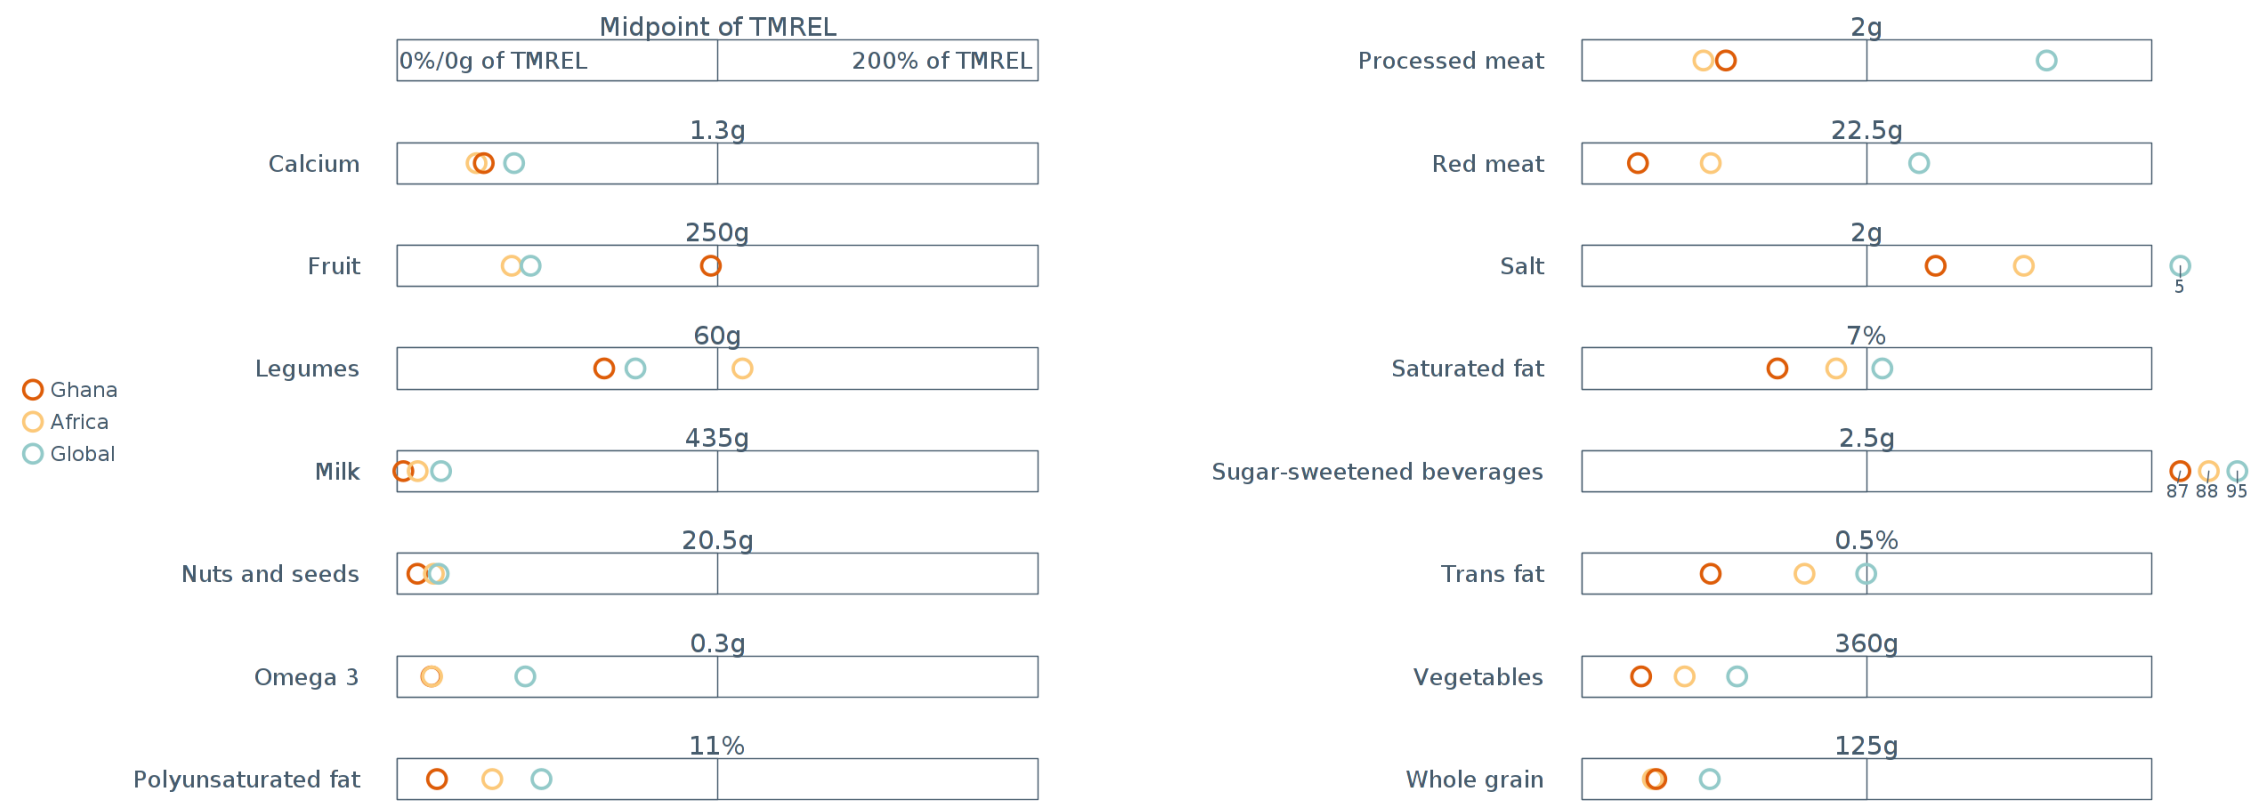 Midpoint of TMREL
0%/0g of TMREL
200% of TMREL
1.3g
Calcium
250g
Fruit
60g
Legumes
435g
Milk
20.5g
Nuts and seeds
0.3g
Omega 3
11%
Polyunsaturated fat
Ghana
Africa
Global
2g
Processed meat
22.5g
Red meat
2g
Salt
5
7%
Saturated fat
2.5g
Sugar-sweetened beverages
87 88 95
0.5%
Trans fat
360g
Vegetables
125g
Whole grain